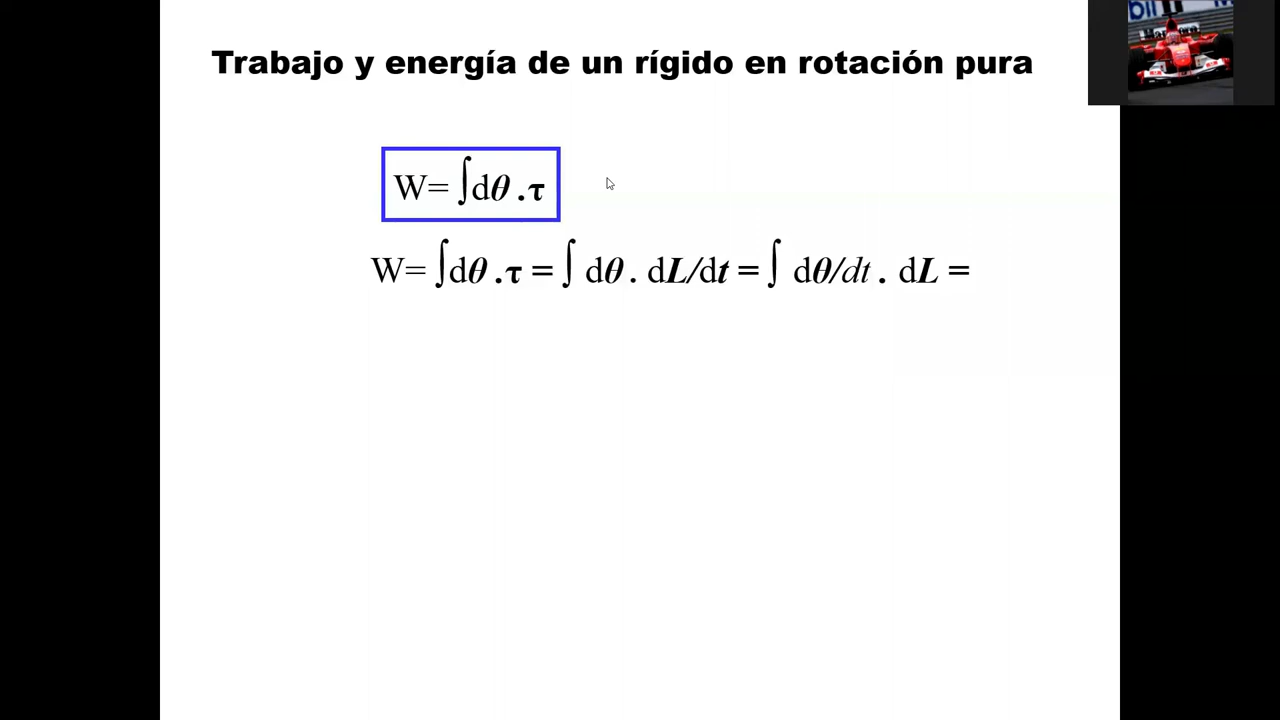 Trabajo y energía de un rígido en rotación pura
W= ∫dθ .τ
W= ∫dθ .τ = ∫ dθ . dL/dt = ∫ dθ/dt . dL =